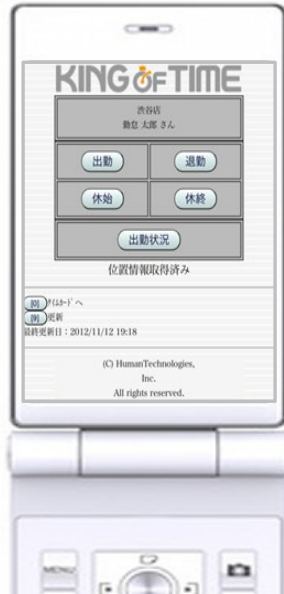 KING OF TIME
渋谷店
勤怠 太郎 さん
出勤
退勤
休始
休終
出勤状況
位置情報取得済み
[0] ﾀｲﾑｶｰﾄﾞ へ
[9] 更新
最終更新日：2012/11/12 19:18
(C) HumanTechnologies,
Inc.
All rights reserved.
MENU